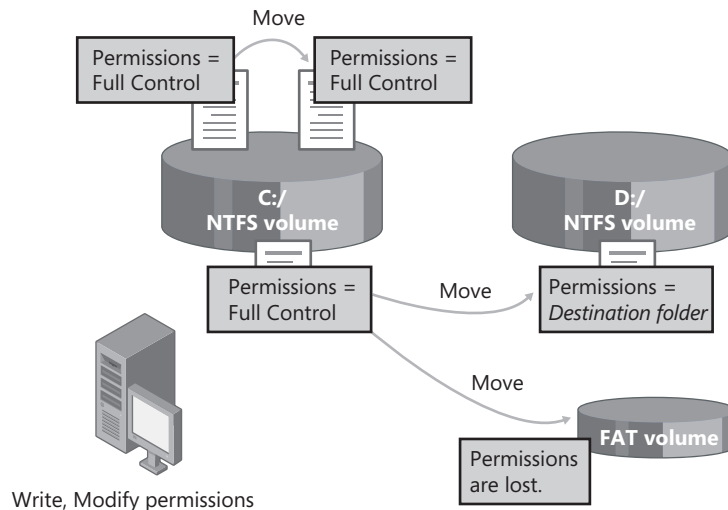 Move
Permissions =
Full Control
Permissions =
Full Control
C:/
NTFS volume
D:/
NTFS volume
Permissions =
Full Control
Move
Permissions =
Destination folder
Move
FAT volume
Permissions
are lost.
Write, Modify permissions